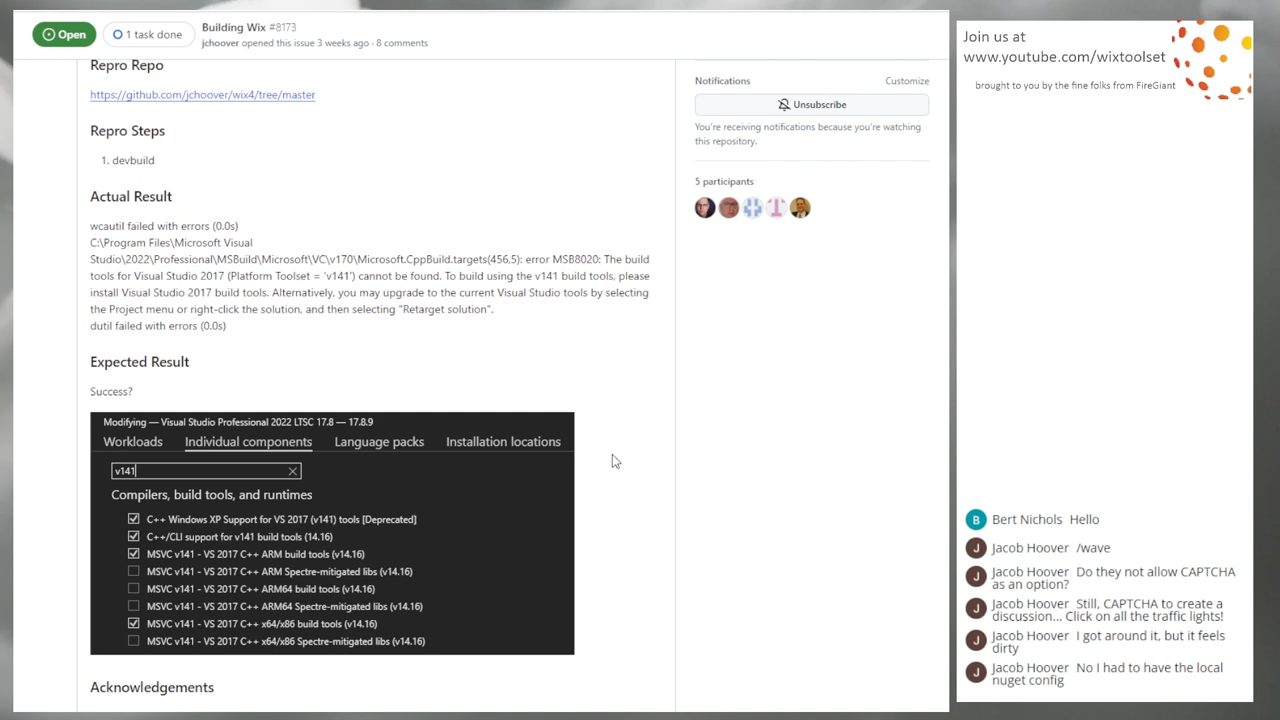 Open
1 task done
Building Wix #8173
jchoover opened this issue 3 weeks ago · 8 comments
Repro Repo
https://github.com/jchoover/wix4/tree/master
Repro Steps
1. devbuild
Actual Result
wcautil failed with errors (0.0s)
C:\Program Files\Microsoft Visual
Studio\2022\Professional\MSBuild\Microsoft\VC\v170\Microsoft.CppBuild.targets(456,5): error MSB8020: The build
tools for Visual Studio 2017 (Platform Toolset = 'v141') cannot be found. To build using the v141 build tools, please
install Visual Studio 2017 build tools. Alternatively, you may upgrade to the current Visual Studio tools by selecting
the Project menu or right-click the solution, and then selecting "Retarget solution".
dutil failed with errors (0.0s)
Expected Result
Success?
Modifying — Visual Studio Professional 2022 LTSC 17.8 — 17.8.9
Workloads Individual components Language packs Installation locations
v141
Compilers, build tools, and runtimes
C++ Windows XP Support for VS 2017 (v141) tools [Deprecated]
C++/CLI support for v141 build tools (14.16)
MSVC v141 - VS 2017 C++ ARM build tools (v14.16)
MSVC v141 - VS 2017 C++ ARM Spectre-mitigated libs (v14.16)
MSVC v141 - VS 2017 C++ ARM64 build tools (v14.16)
MSVC v141 - VS 2017 C++ ARM64 Spectre-mitigated libs (v14.16)
MSVC v141 - VS 2017 C++ x64/x86 build tools (v14.16)
MSVC v141 - VS 2017 C++ x64/x86 Spectre-mitigated libs (v14.16)
Acknowledgements
Notifications Customize
Unsubscribe
You're receiving notifications because you're watching
this repository.
5 participants
Join us at
www.youtube.com/wixtoolset
brought to you by the fine folks from FireGiant
B Bert Nichols Hello
J Jacob Hoover /wave
J Jacob Hoover Do they not allow CAPTCHA
as an option?
J Jacob Hoover Still, CAPTCHA to create a
discussion... Click on all the traffic lights!
J Jacob Hoover I got around it, but it feels
dirty
J Jacob Hoover No I had to have the local
nuget config